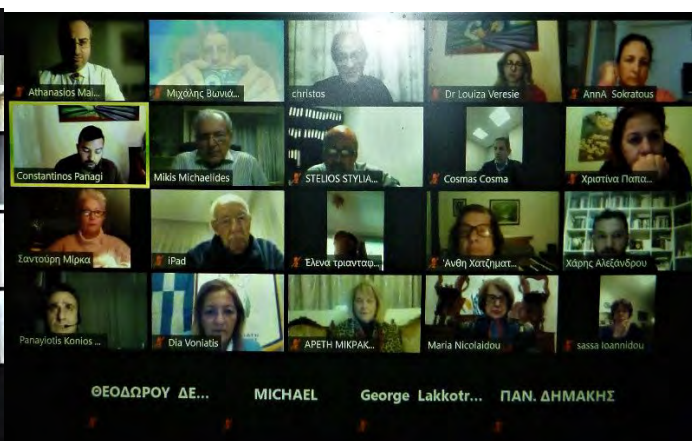 Athanasios Mai...
Μιχάλης Βωνιά...
christos
Dr Louiza Veresie
AnnA Sokratous
Constantinos Panagi
Mikis Michaelides
STELIOS STYLIA...
Cosmas Cosma
Χριστίνα Παπα...
Σαντούρη Μίρκα
iPad
Έλενα τρianταφ...
'Ανθη Χατζηματ...
Χάρης Αλεξάνδρου
Panayiotis Konios ...
Dia Voniatis
ΑΡΕΤΗ ΜΙΚΡΑΚ...
Maria Nicolaidou
sassa Ioannidou
ΘΕΟΔΩΡΟΥ ΔΕ...
MICHAEL
George Lakkotr...
ΠΑΝ. ΔΗΜΑΚΗΣ